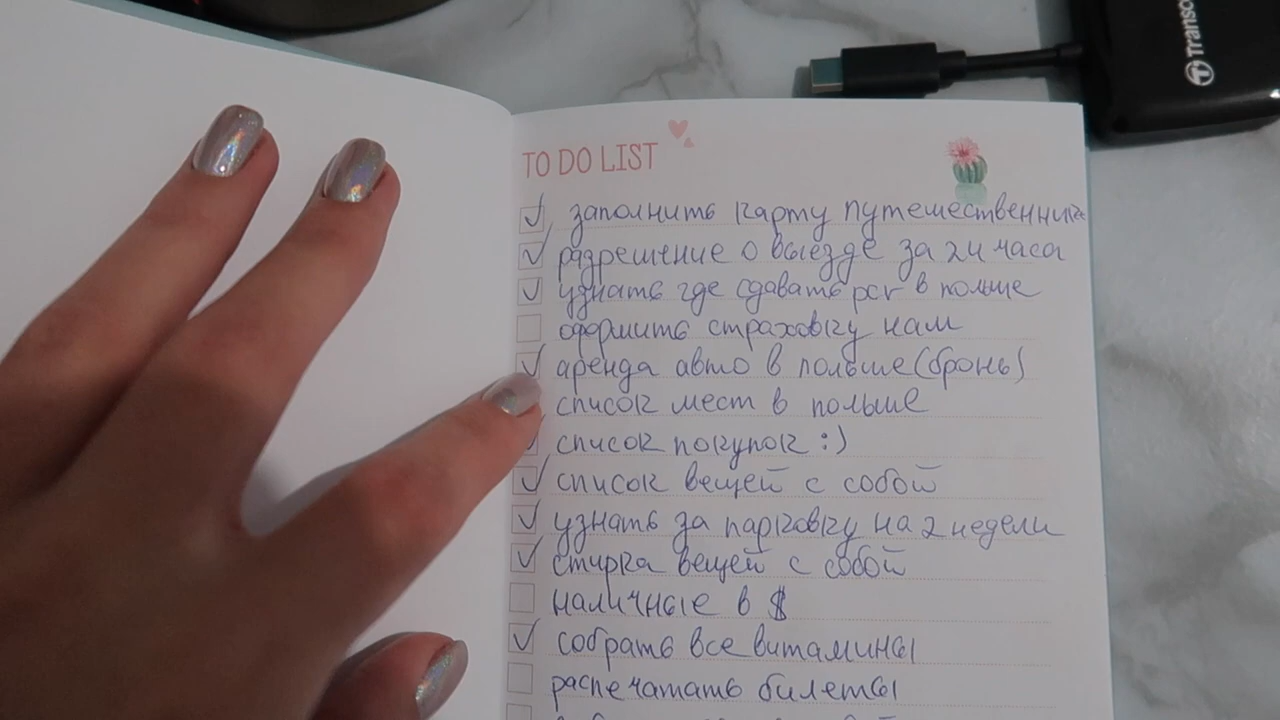 Transc
TO DO LIST
заполнить карту путешественника
разрешение о выезде за 24 часа
узнать где сдавать pcr в польше
оформить страховку нам
аренда авто в польше (бронь)
список мест в польше
список покупок :)
список вещей с собой
узнать за парковку на 2 недели
стирка вещей с собой
наличные в $
собрать все витамины
распечатать билеты